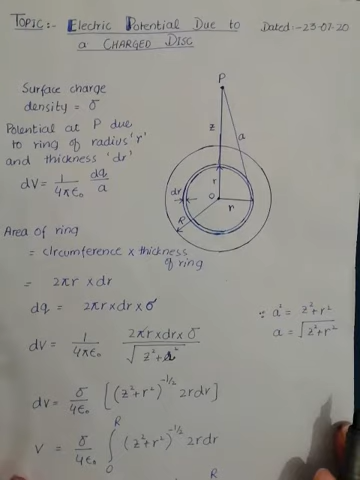 TOPIC:- Electric Potential Due to
a CHARGED DISC
Dated:-23-07-20
Surface charge
density = σ
Potential at P due
to ring of radius 'r'
and thickness 'dr'
dV = 1/4πϵ₀ dq/a
P
z
a
r
dr
O
r
R
Area of ring
= circumference × thickness
of ring
= 2πr × dr
dq = 2πr × dr × σ
∵ a² = z² + r²
a = √(z² + r²)
dV = 1/4πϵ₀ 2πr × dr × σ/√(z² + r²)
dV = σ/4ϵ₀ [(z² + r²)^(-1/2) 2rdr]
V = σ/4ϵ₀ ∫₀ᴿ (z² + r²)^(-1/2) 2rdr
R